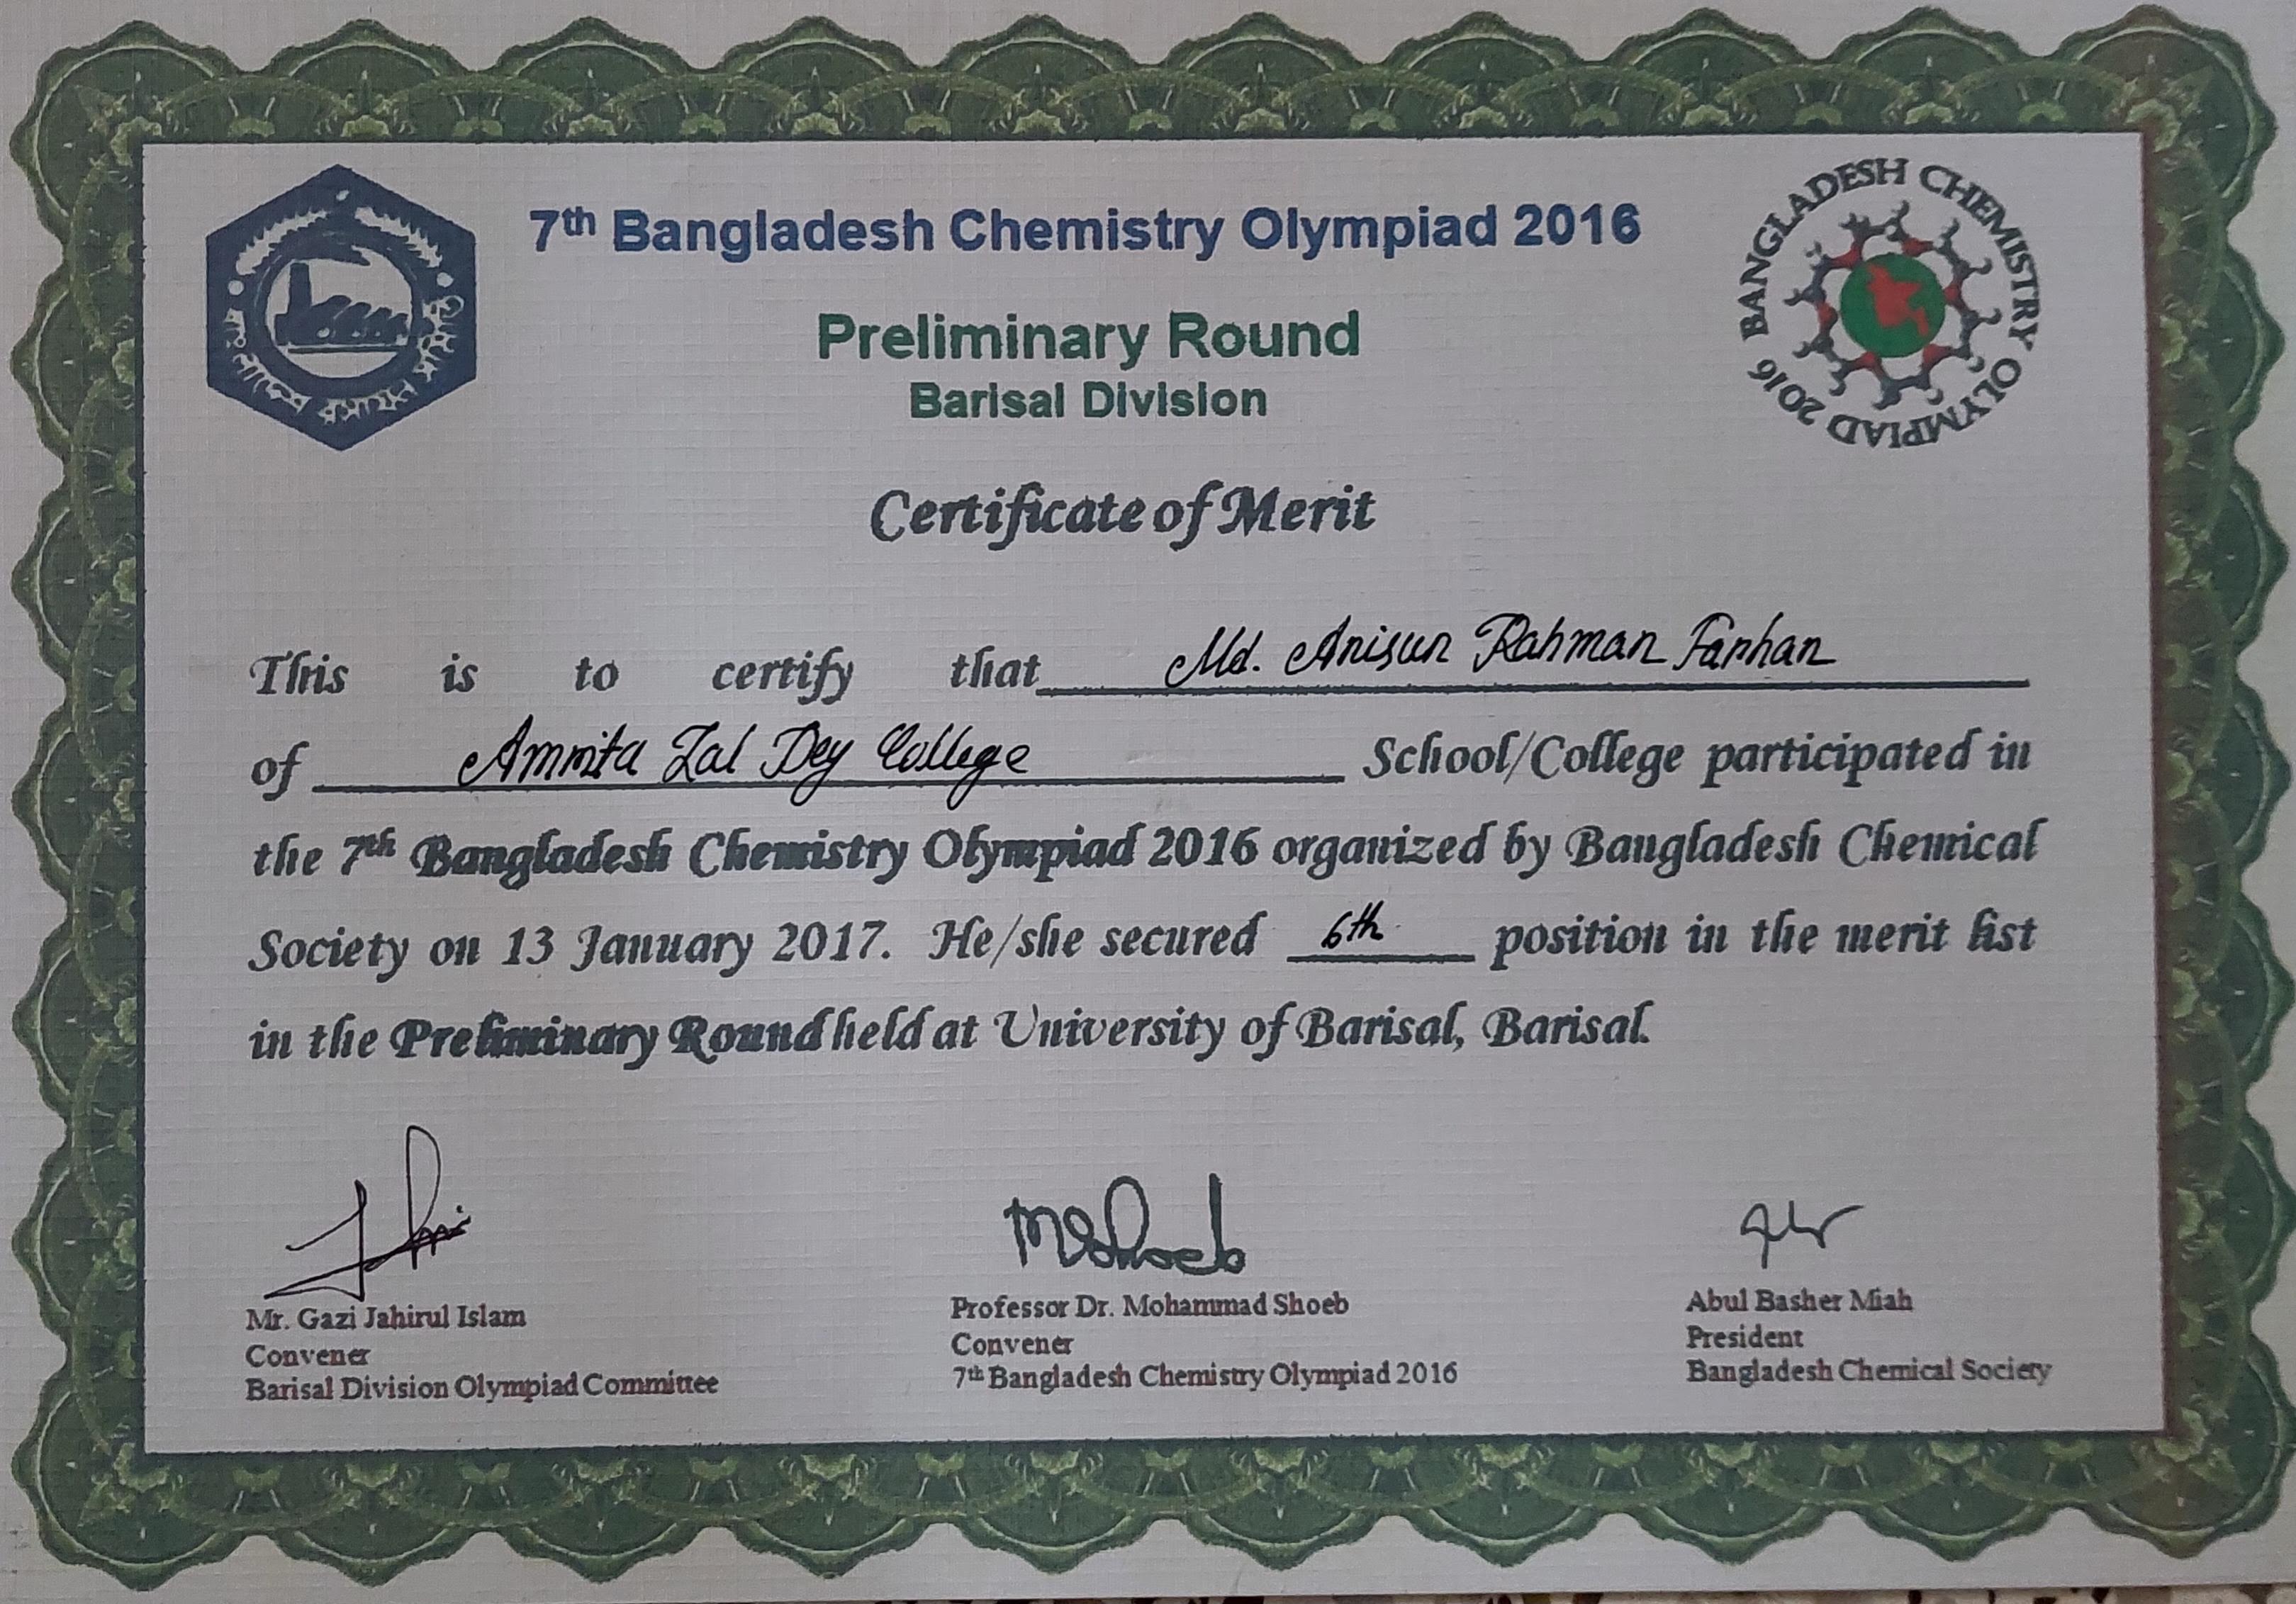 7th Bangladesh Chemistry Olympiad 2016
BANGLADESH CHEMISTRY OLYMPIAD 2016
Preliminary Round
Barisal Division
Certificate of Merit
This is to certify that Md. Anisur Rahman Farhan
of Amrita Lal Dey College School/College participated in
the 7th Bangladesh Chemistry Olympiad 2016 organized by Bangladesh Chemical
Society on 13 January 2017. He/she secured 6th position in the merit list
in the Preliminary Round held at University of Barisal, Barisal.
MShoeb
Mr. Gazi Jahirul Islam
Convener
Barisal Division Olympiad Committee
Professor Dr. Mohammad Shoeb
Convener
7th Bangladesh Chemistry Olympiad 2016
Abul Basher Miah
President
Bangladesh Chemical Society